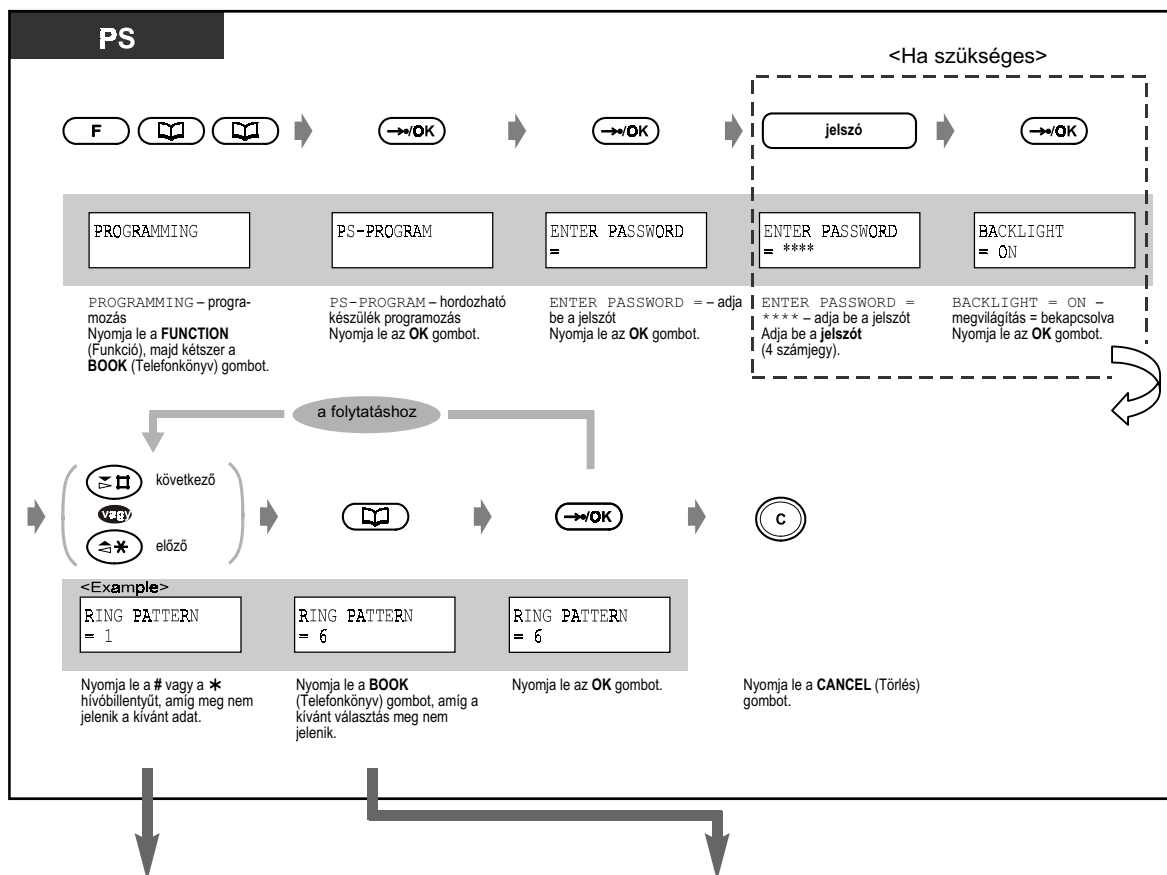 PS
<Ha szükséges>
F
→/OK
→/OK
jelszó
→/OK
PROGRAMMING
PS-PROGRAM
ENTER PASSWORD
=
ENTER PASSWORD
= ****
BACKLIGHT
= ON
PROGRAMMING – progra-
mozás
Nyomja le a FUNCTION
(Funkció), majd kétszer a
BOOK (Telefonkönyv) gombot.
PS-PROGRAM – hordozható
készülék programozás
Nyomja le az OK gombot.
ENTER PASSWORD = – adja
be a jelszót
Nyomja le az OK gombot.
ENTER PASSWORD =
**** – adja be a jelszót
Adja be a jelszót
(4 számjegy).
BACKLIGHT = ON –
megvilágítás = bekapcsolva
Nyomja le az OK gombot.
a folytatáshoz
# következő
vagy
* előző
→/OK
C
<Example>
RING PATTERN
= 1
RING PATTERN
= 6
RING PATTERN
= 6
Nyomja le a # vagy a *
hívóbillentyűt, amíg meg nem
jelenik a kívánt adat.
Nyomja le a BOOK
(Telefonkönyv) gombot, amíg a
kívánt választás meg nem
jelenik.
Nyomja le az OK gombot.
Nyomja le a CANCEL (Törlés)
gombot.